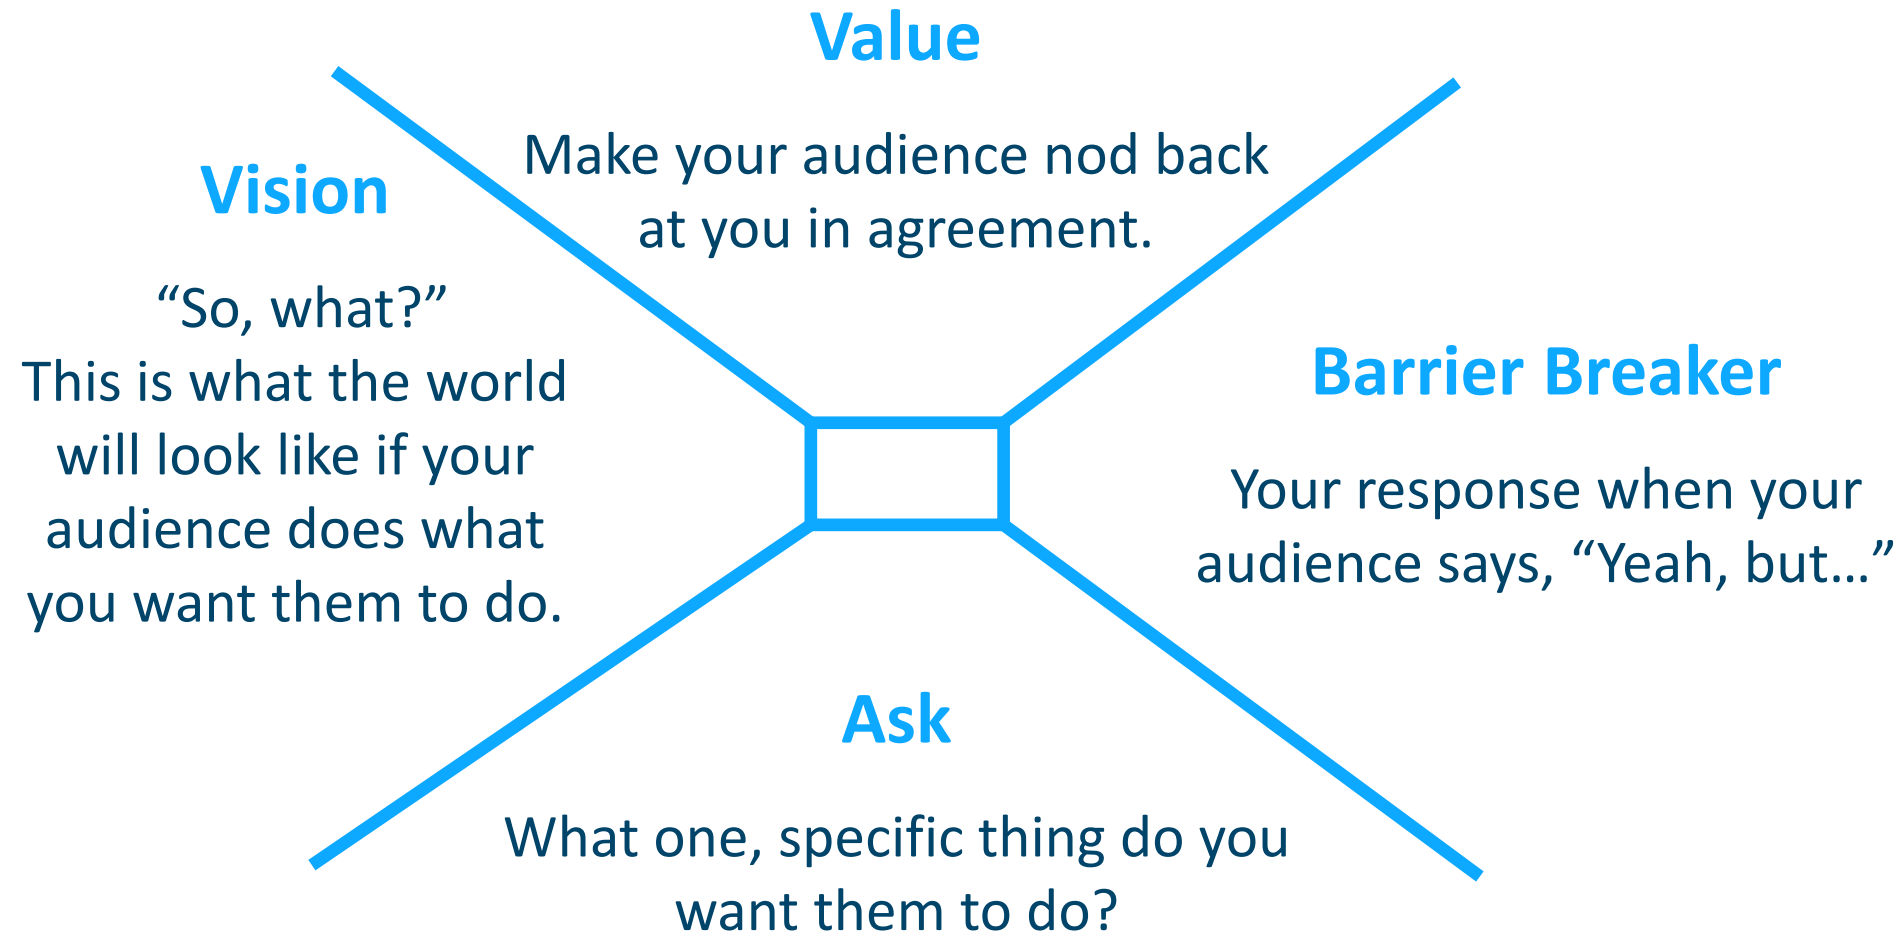 Value
Make your audience nod back
at you in agreement.
Barrier Breaker
Your response when your
audience says, “Yeah, but…”
Ask
What one, specific thing do you
want them to do?
Vision
“So, what?”
This is what the world
will look like if your
audience does what
you want them to do.